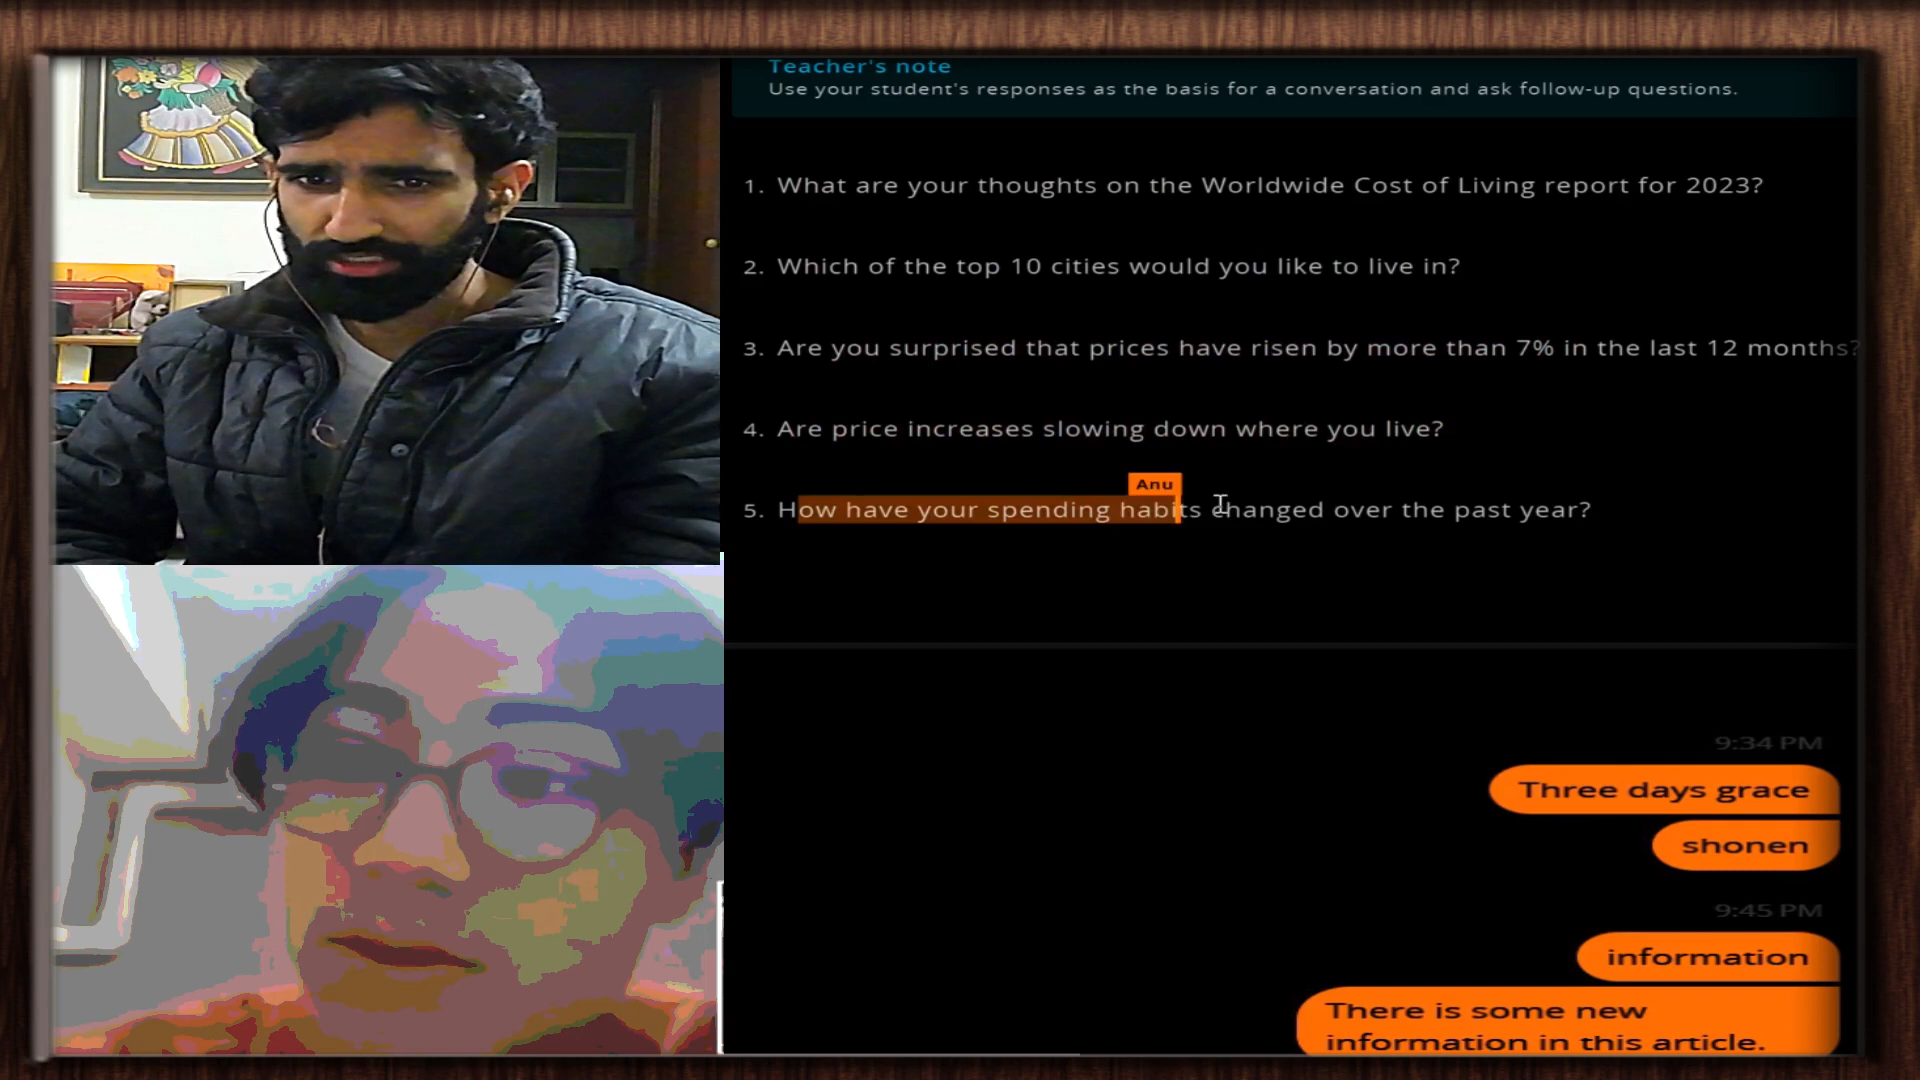 Teacher's note
Use your student's responses as the basis for a conversation and ask follow-up questions.
1. What are your thoughts on the Worldwide Cost of Living report for 2023?
2. Which of the top 10 cities would you like to live in?
3. Are you surprised that prices have risen by more than 7% in the last 12 months?
4. Are price increases slowing down where you live?
Anu
5. How have your spending habits changed over the past year?
9:34 PM
Three days grace
shonen
9:45 PM
information
There is some new
information in this article.